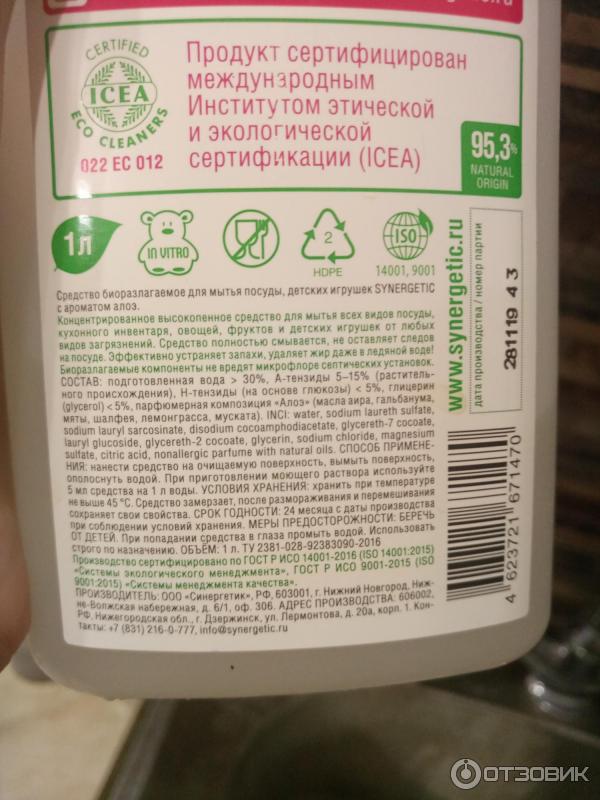 CERTIFIED
ICEA
ECO CLEANERS
022 EC 012
Продукт сертифицирован
международным
Институтом этической
и экологической
сертификации (ICEA)
95,3%
NATURAL
ORIGIN
1л
IN VITRO
2
HDPE
ISO
14001, 9001
www.synergetic.ru
дата производства / номер партии
281119 4 3
Средство биоразлагаемое для мытья посуды, детских игрушек SYNERGETIC
с ароматом алоэ.
Концентрированное высокопенное средство для мытья всех видов посуды,
кухонного инвентаря, овощей, фруктов и детских игрушек от любых
видов загрязнений. Средство полностью смывается, не оставляет следов
на посуде. Эффективно устраняет запахи, удаляет жир даже в ледяной воде!
Биоразлагаемые компоненты не вредят микрофлоре септических установок.
СОСТАВ: подготовленная вода > 30%, А-тензиды 5–15% (раститель-
ного происхождения), Н-тензиды (на основе глюкозы) < 5%, глицерин
(glycerol) < 5%, парфюмерная композиция «Алоэ» (масла аира, гальбанума,
мяты, шалфея, лемонграсса, муската). INCI: water, sodium laureth sulfate,
sodium lauryl sarcosinate, disodium cocoamphodiacetate, glycereth-7 cocoate,
lauryl glucoside, glycereth-2 cocoate, glycerin, sodium chloride, magnesium
sulfate, citric acid, nonallergic parfume with natural oils. СПОСОБ ПРИМЕНЕ-
НИЯ: нанести средство на очищаемую поверхность, вымыть поверхность,
ополоснуть водой. При приготовлении моющего раствора используйте
5 мл средства на 1 л воды. УСЛОВИЯ ХРАНЕНИЯ: хранить при температуре
не выше 45 °C. Средство замерзает, после размораживания и перемешивания
сохраняет свои свойства. СРОК ГОДНОСТИ: 24 месяца с даты производства
при соблюдении условий хранения. МЕРЫ ПРЕДОСТОРОЖНОСТИ: БЕРЕЧЬ
ОТ ДЕТЕЙ. При попадании средства в глаза промыть водой. Использовать
строго по назначению. ОБЪЁМ: 1 л. ТУ 2381-028-92383090-2016
Производство сертифицировано по ГОСТ Р ИСО 14001-2016 (ISO 14001:2015)
«Системы экологического менеджмента», ГОСТ Р ИСО 9001-2015 (ISO
9001:2015) «Системы менеджмента качества».
ПРОИЗВОДИТЕЛЬ: ООО «Синергетик», РФ, 603001, г. Нижний Новгород, Ниж-
не-Волжская набережная, д. 6/1, оф. 306. АДРЕС ПРОИЗВОДСТВА: 606002,
РФ, Нижегородская обл., г. Дзержинск, ул. Лермонтова, д. 20а, корп. 1. Кон-
такты: +7 (831) 216-0-777, info@synergetic.ru
4 623721 671470
ОТЗОВИК